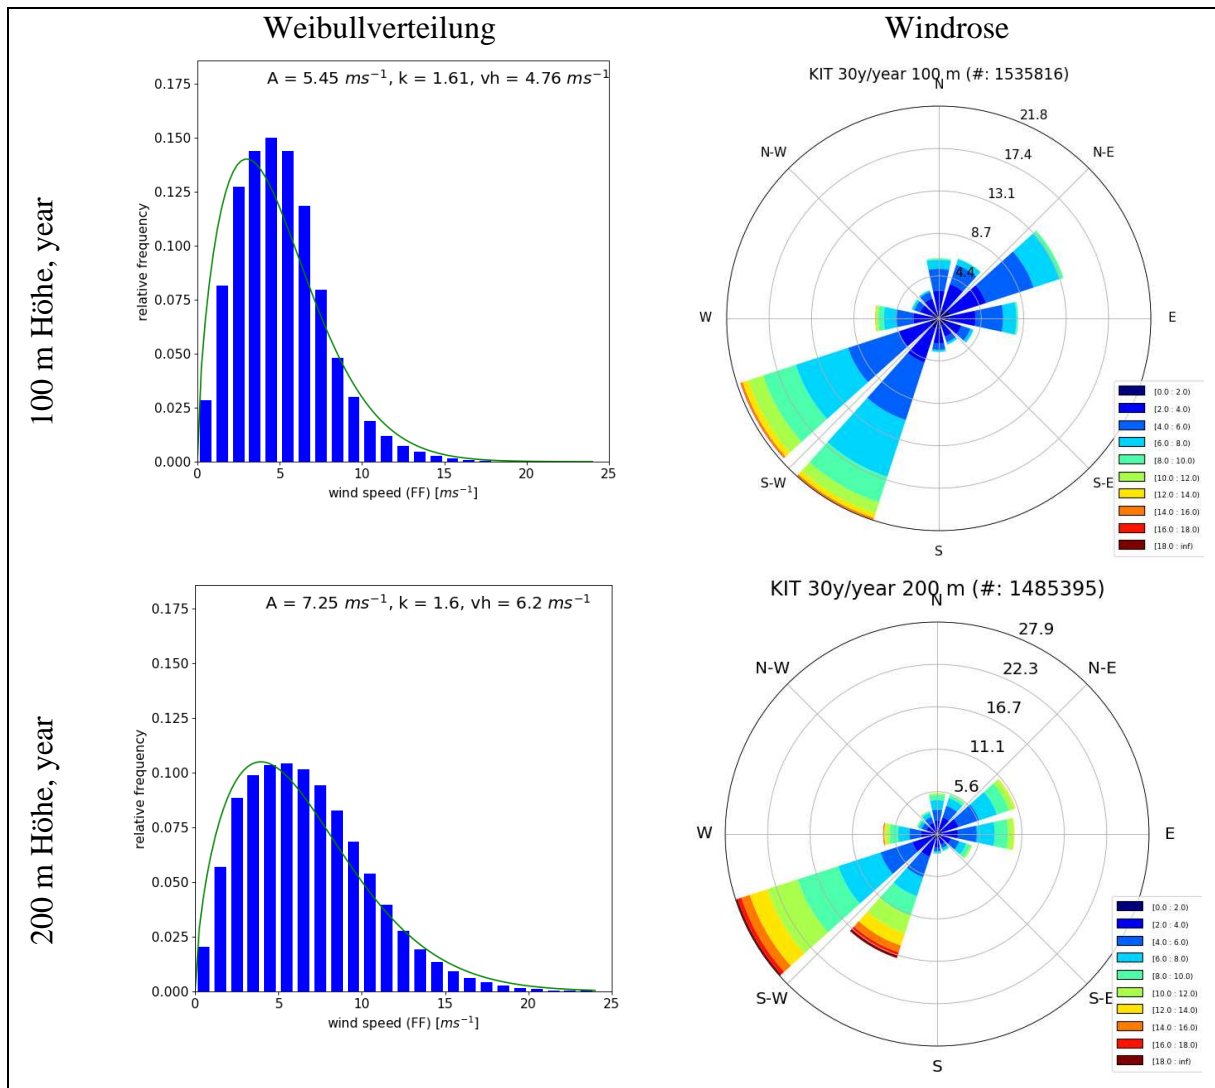 Weibullverteilung Windrose
100 m Höhe, year
A = 5.45 ms⁻¹, k = 1.61, vh = 4.76 ms⁻¹
0.175
0.150
0.125
0.100
0.075
0.050
0.025
0.000
relative frequency
0 5 10 15 20 25
wind speed (FF) [ms⁻¹]
KIT 30y/year 100 m (#: 1535816)
N
N-E
E
S-E
S
S-W
W
N-W
21.8
17.4
13.1
8.7
4.4
[0.0 : 2.0)
[2.0 : 4.0)
[4.0 : 6.0)
[6.0 : 8.0)
[8.0 : 10.0)
[10.0 : 12.0)
[12.0 : 14.0)
[14.0 : 16.0)
[16.0 : 18.0)
[18.0 : inf)
200 m Höhe, year
A = 7.25 ms⁻¹, k = 1.6, vh = 6.2 ms⁻¹
0.175
0.150
0.125
0.100
0.075
0.050
0.025
0.000
relative frequency
0 5 10 15 20 25
wind speed (FF) [ms⁻¹]
KIT 30y/year 200 m (#: 1485395)
N
N-E
E
S-E
S
S-W
W
N-W
27.9
22.3
16.7
11.1
5.6
[0.0 : 2.0)
[2.0 : 4.0)
[4.0 : 6.0)
[6.0 : 8.0)
[8.0 : 10.0)
[10.0 : 12.0)
[12.0 : 14.0)
[14.0 : 16.0)
[16.0 : 18.0)
[18.0 : inf)